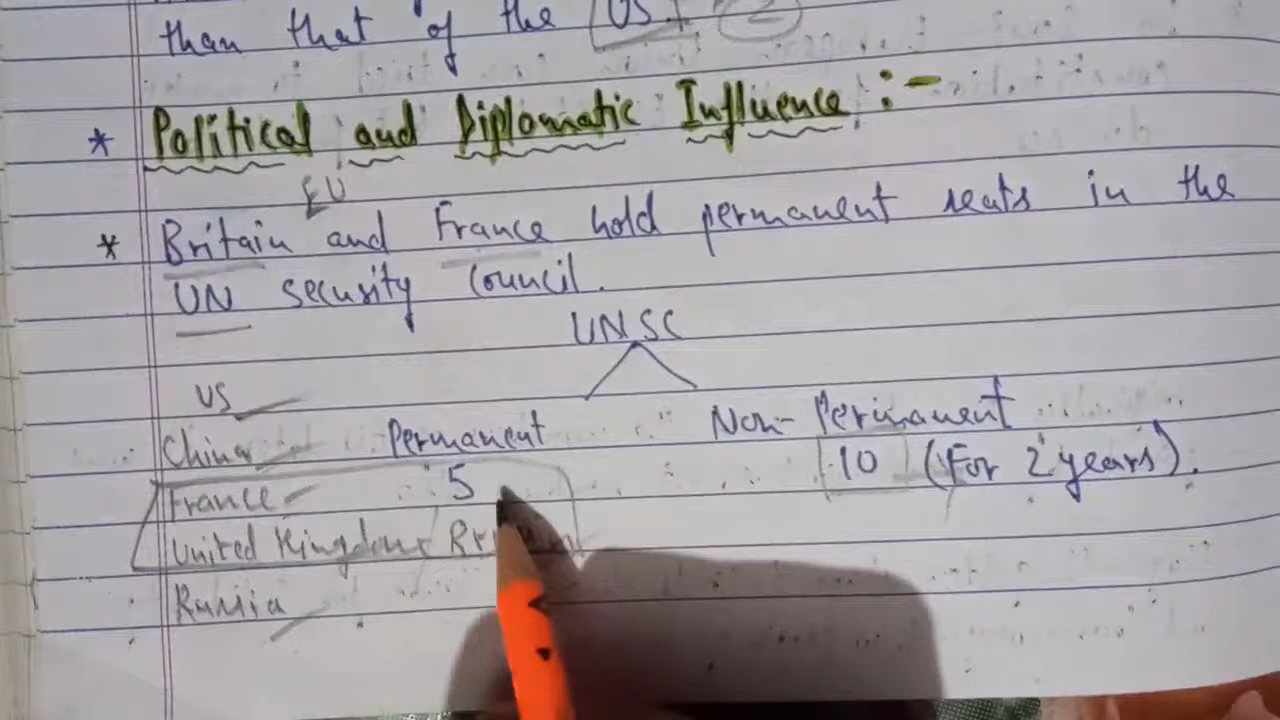 than that of the US.
* Political and Diplomatic Influence :-
EU
* Britain and France hold permanent seats in the
UN security Council.
UNSC
US
China Permanent Non-Permanent
France 5 10 (For 2 years).
United Kingdom
Russia